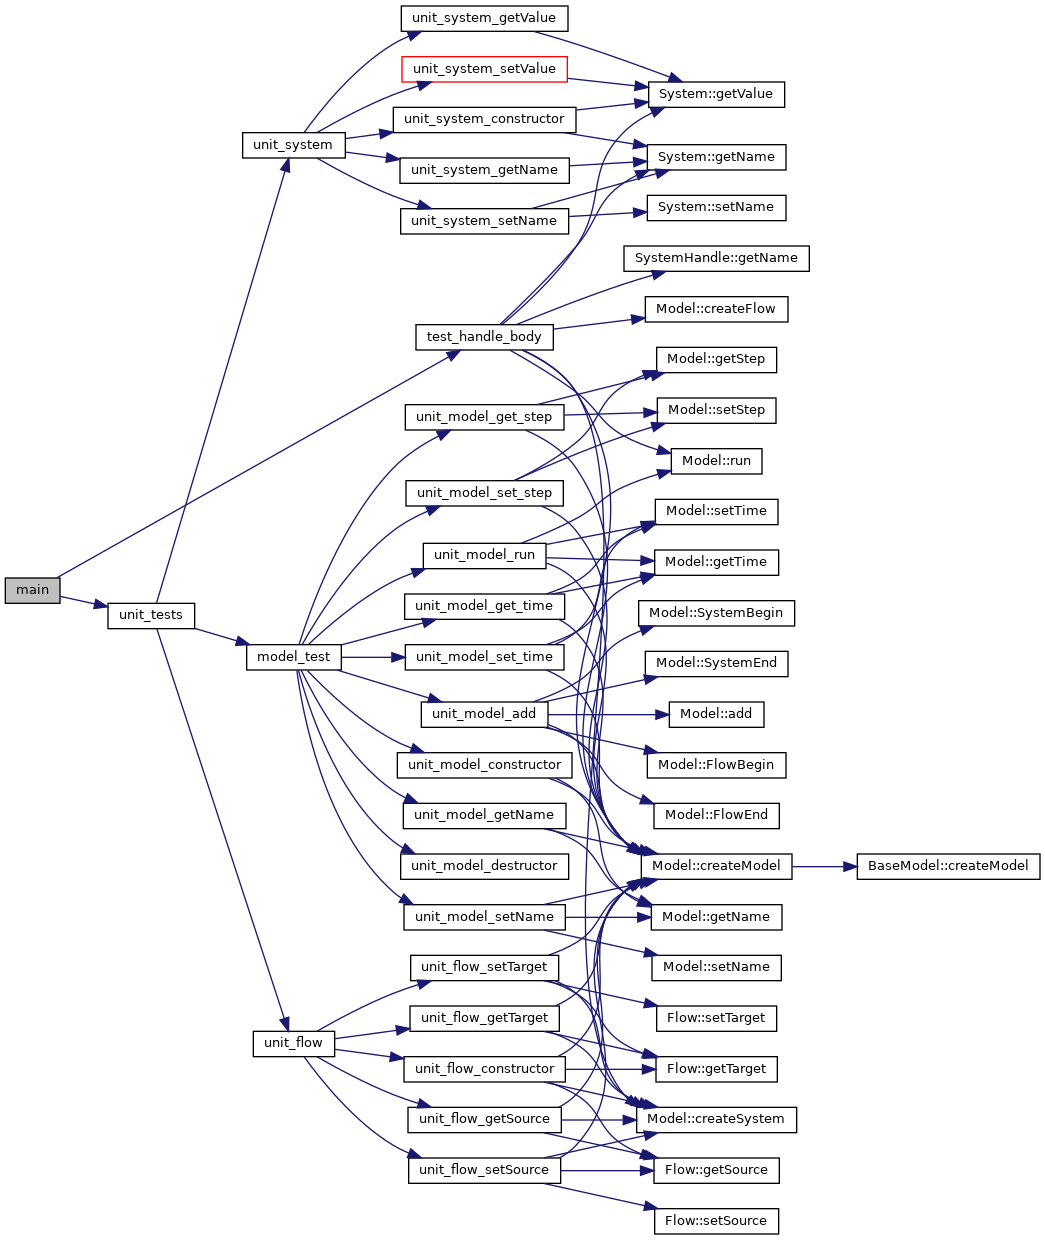 main
unit_tests
unit_system
model_test
unit_flow
unit_system_getValue
unit_system_setValue
unit_system_constructor
unit_system_getName
unit_system_setName
test_handle_body
unit_model_get_step
unit_model_set_step
unit_model_run
unit_model_get_time
unit_model_set_time
unit_model_add
unit_model_constructor
unit_model_getName
unit_model_destructor
unit_model_setName
unit_flow_setTarget
unit_flow_getTarget
unit_flow_constructor
unit_flow_getSource
unit_flow_setSource
System::getValue
System::getName
System::setName
SystemHandle::getName
Model::createFlow
Model::getStep
Model::setStep
Model::run
Model::setTime
Model::getTime
Model::SystemBegin
Model::SystemEnd
Model::add
Model::FlowBegin
Model::FlowEnd
Model::createModel
Model::getName
Model::setName
Flow::setTarget
Flow::getTarget
Model::createSystem
Flow::getSource
Flow::setSource
BaseModel::createModel